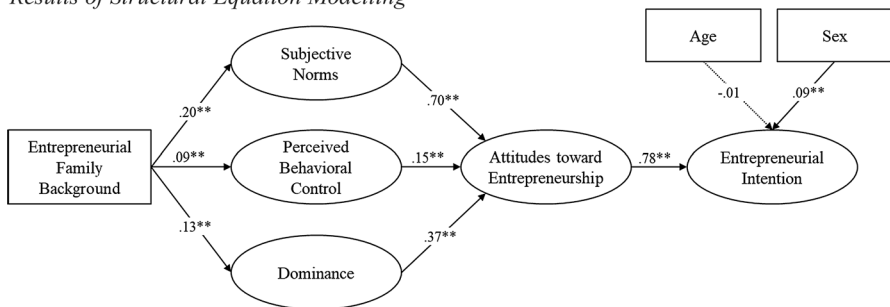 Results of Structural Equation Modelling
Age
Sex
Subjective
Norms
-.01
.09**
.20**
.70**
Entrepreneurial
Family
Background
.09**
Perceived
Behavioral
Control
.15**
Attitudes toward
Entrepreneurship
.78**
Entrepreneurial
Intention
.13**
.37**
Dominance